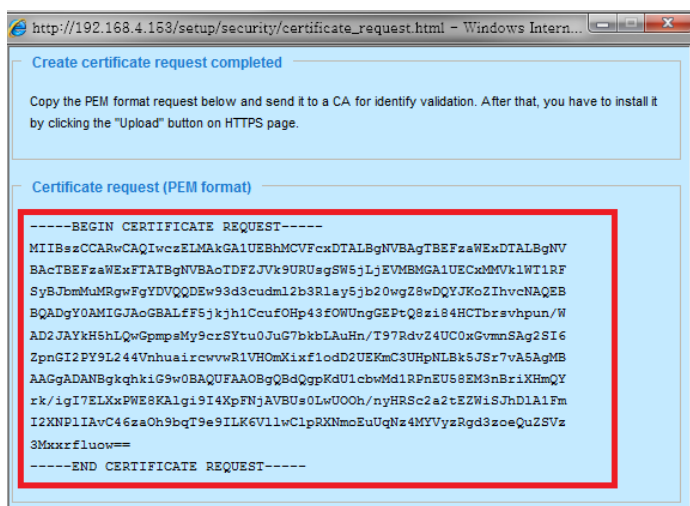 http://192.168.4.153/setup/security/certificate_request.html - Windows Intern...
Create certificate request completed
Copy the PEM format request below and send it to a CA for identify validation. After that, you have to install it
by clicking the "Upload" button on HTTPS page.
Certificate request (PEM format)
-----BEGIN CERTIFICATE REQUEST-----
MIIBszCCARwCAQIwczELMAkGA1UEBhMCVFcxDTALBgNVBAgTBEFzaWExDTALBgNV
BAcTBEFzaWExFTATBgNVBAoTDFZJVk9URUsgSW5jLjEVMBMGA1UECxMMVklWT1RF
SyBJbmMuMRgwFgYDVQQDEw93d3cudml2b3Rlay5jb20wgZ8wDQYJKoZIhvcNAQEB
BQADgY0AMIGJAoGBALfF5jkjh1CcufOHp43fOWUngGEPtQ8zi84HCTbrsvhpun/W
AD2JAYkH5hLQwGpmpsMy9crSYtu0JuG7bkbLAuHn/T97RdvZ4UC0xGvmnSAg2SI6
ZpnGI2PY9L244VnhuaircwvwR1VHOmXixf1odD2UEKmC3UHpNLBk5JSr7vA5AgMB
AAGgADANBgkqhkiG9w0BAQUFAAOBgQBdQgpKdU1cbwMd1RPnEU58EM3nBriXHmQY
rk/igI7ELXxPWE8KAlgi9I4XpFNjAVBUs0LwUOOh/nyHRSc2a2tEZWiSJhDlA1Fm
I2XNPlIAvC46zaOh9bqT9e9ILK6VllwClpRXNmoEuUqNz4MYVyzRgd3zoeQuZSVz
3Mxxrfluow==
-----END CERTIFICATE REQUEST-----